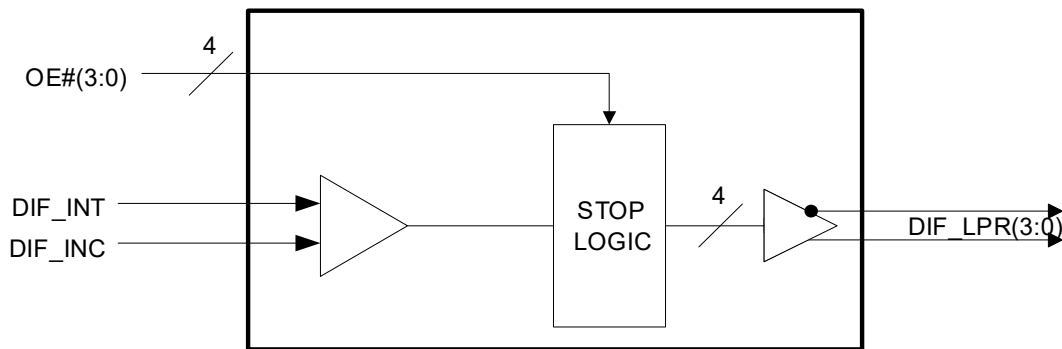 4
OE#(3:0)
DIF_INT
DIF_INC
STOP
LOGIC
4
DIF_LPR(3:0)